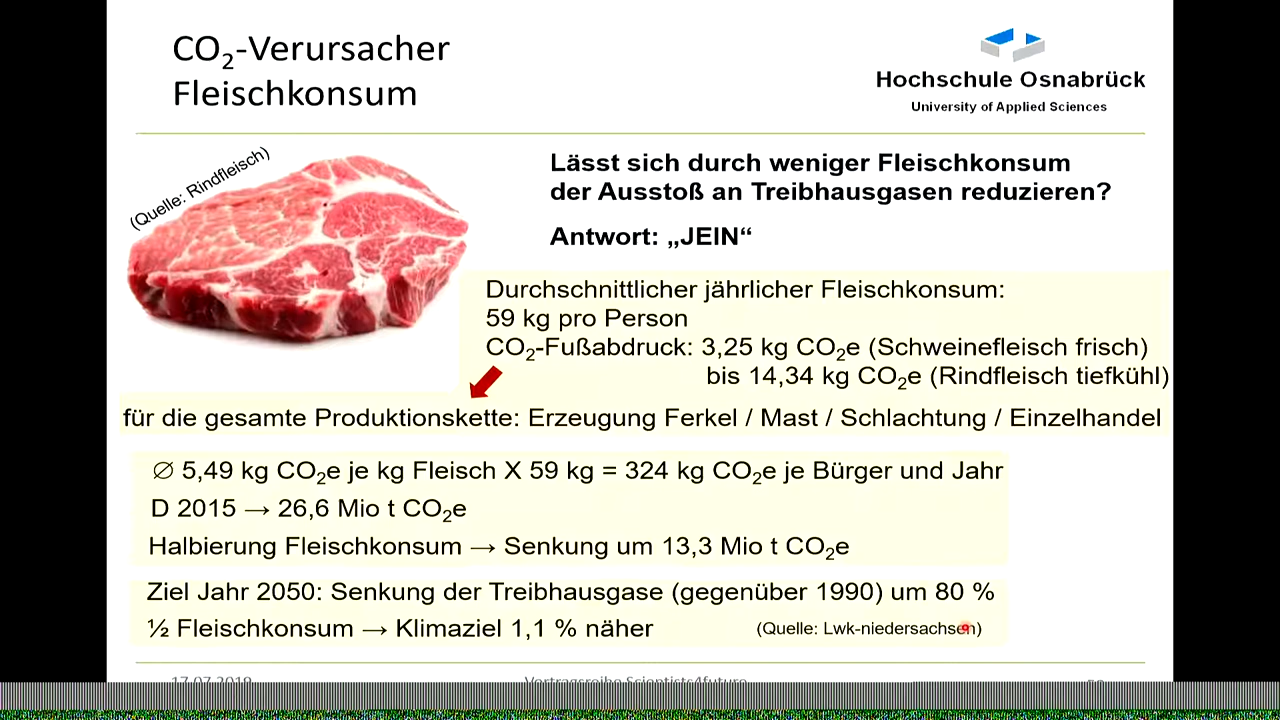 CO₂-Verursacher
Fleischkonsum
Hochschule Osnabrück
University of Applied Sciences
(Quelle: Rindfleisch)
Lässt sich durch weniger Fleischkonsum
der Ausstoß an Treibhausgasen reduzieren?
Antwort: „JEIN“
Durchschnittlicher jährlicher Fleischkonsum:
59 kg pro Person
CO₂-Fußabdruck: 3,25 kg CO₂e (Schweinefleisch frisch)
bis 14,34 kg CO₂e (Rindfleisch tiefkühl)
für die gesamte Produktionskette: Erzeugung Ferkel / Mast / Schlachtung / Einzelhandel
∅ 5,49 kg CO₂e je kg Fleisch X 59 kg = 324 kg CO₂e je Bürger und Jahr
D 2015 → 26,6 Mio t CO₂e
Halbierung Fleischkonsum → Senkung um 13,3 Mio t CO₂e
Ziel Jahr 2050: Senkung der Treibhausgase (gegenüber 1990) um 80 %
½ Fleischkonsum → Klimaziel 1,1 % näher
(Quelle: Lwk-niedersachsen)
17.07.2019
Vortragsreihe Scientists4future